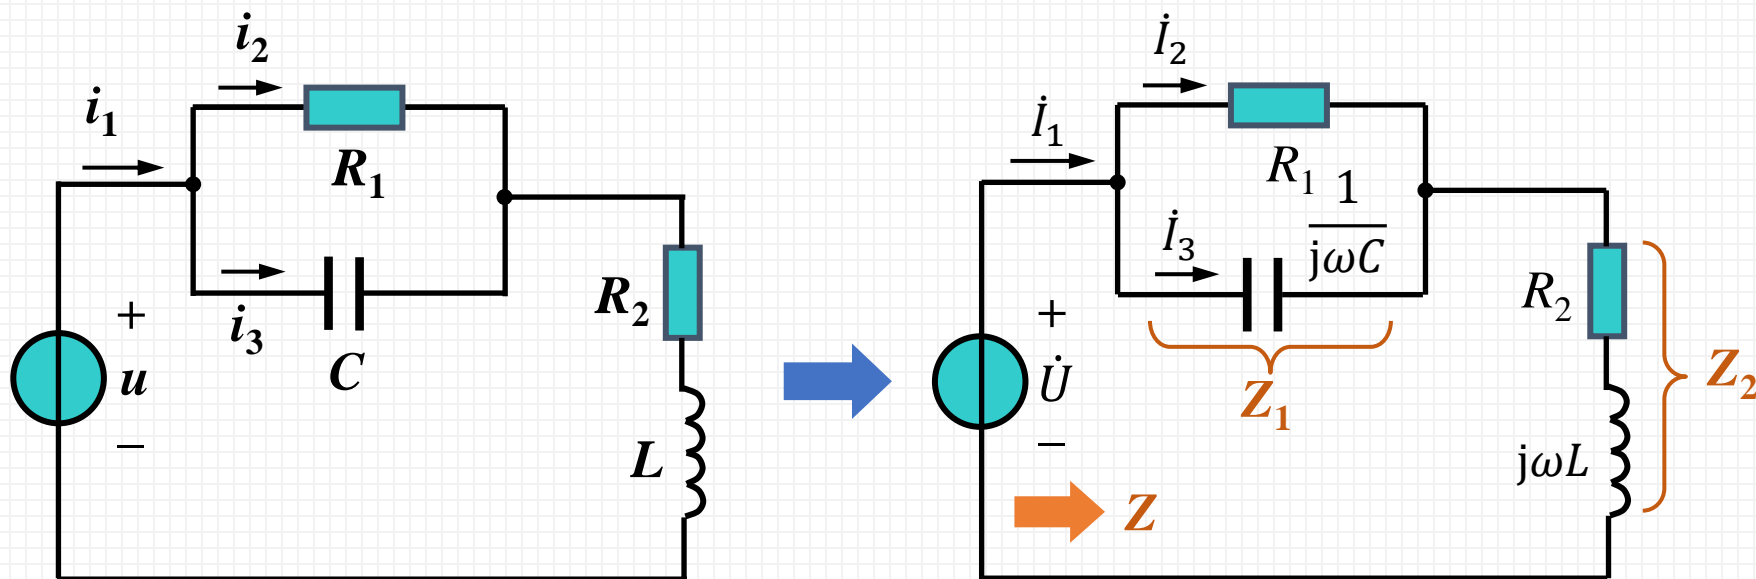 i₂
i₁
R₁
i₃
C
+
u
−
R₂
L
İ₂
İ₁
R₁
İ₃
1/jωC
Z₁
+
U̇
−
R₂
jωL
Z₂
Z